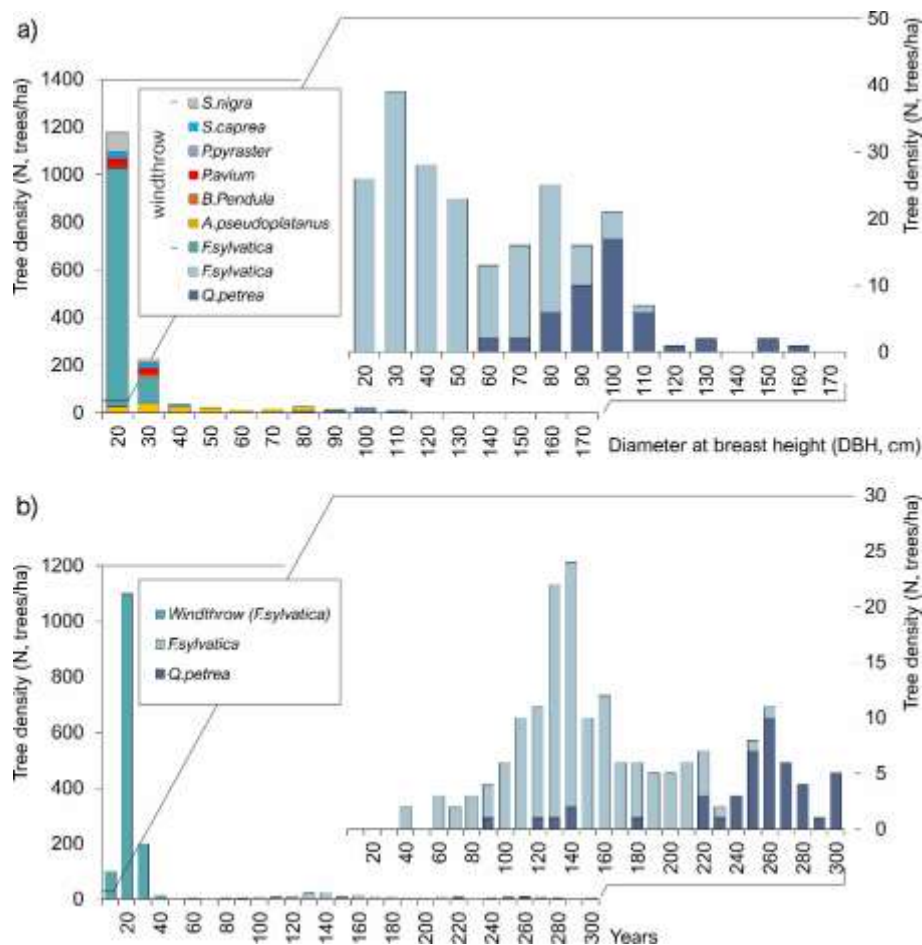 a)
50
1400
1200
1000
800
600
400
200
0
Tree density (N, trees/ha)
windthrow
S.nigra
S.caprea
P.pyraster
P.avium
B.Pendula
A.pseudoplatanus
F.sylvatica
F.sylvatica
Q.petrea
40
30
20
10
0
Tree density (N, trees/ha)
20 30 40 50 60 70 80 90 100 110 120 130 140 150 160 170
20 30 40 50 60 70 80 90 100 110 120 130 140 150 160 170
Diameter at breast height (DBH, cm)
b)
30
1200
1000
800
600
400
200
0
Tree density (N, trees/ha)
Windthrow (F.sylvatica)
F.sylvatica
Q.petrea
25
20
15
10
5
0
Tree density (N, trees/ha)
20 40 60 80 100 120 140 160 180 200 220 240 260 280 300
20 40 60 80 100 120 140 160 180 200 220 240 260 280 300
Years